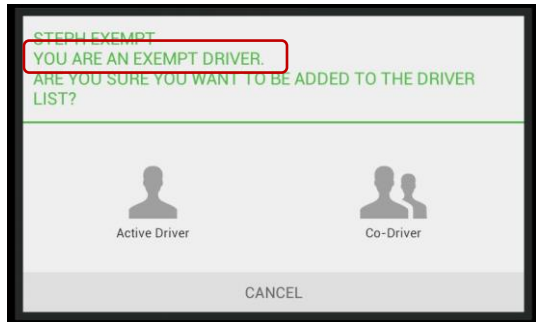 STEPH EXEMPT
YOU ARE AN EXEMPT DRIVER.
ARE YOU SURE YOU WANT TO BE ADDED TO THE DRIVER
LIST?
Active Driver
Co-Driver
CANCEL